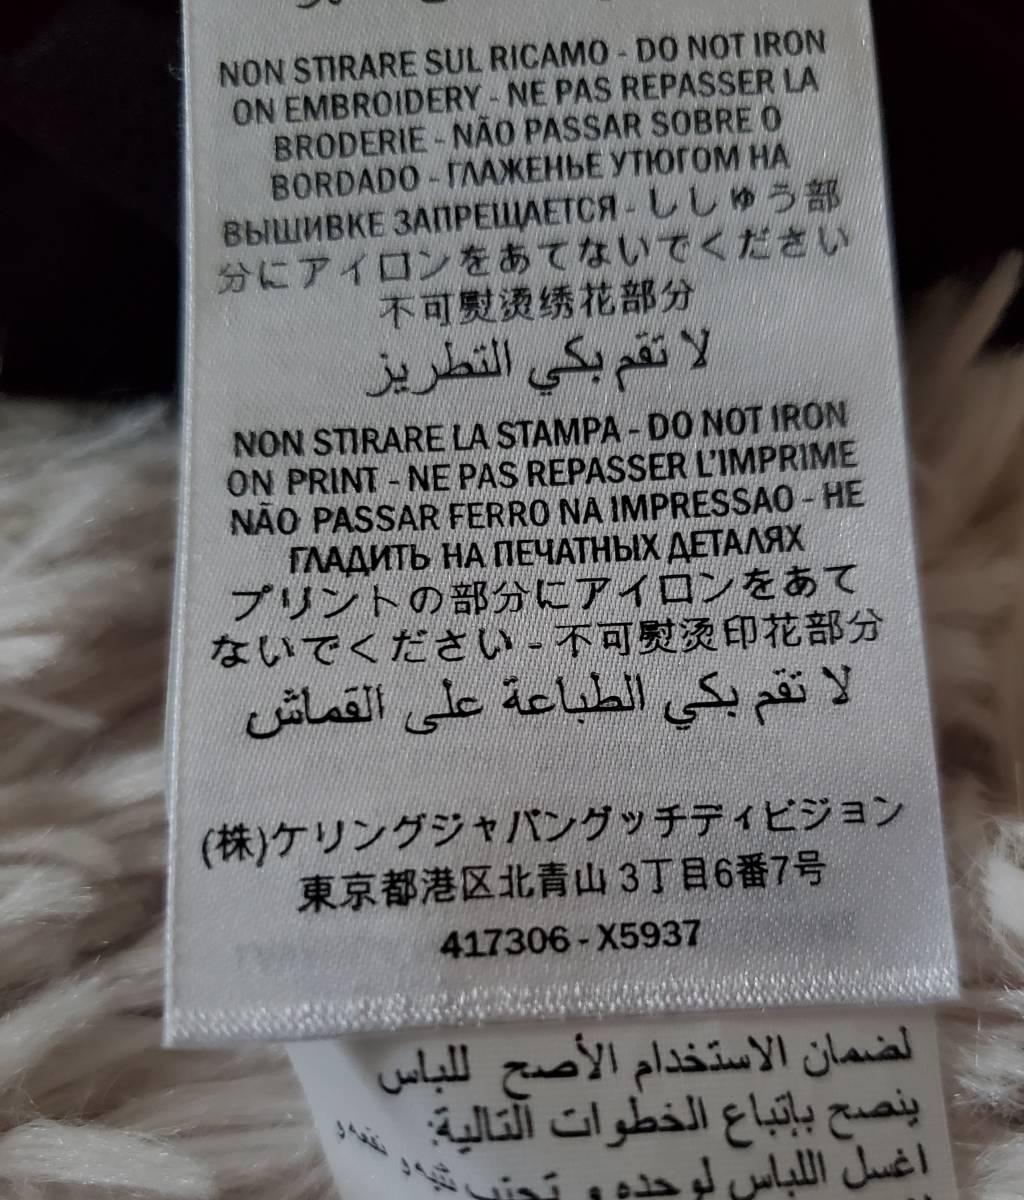 NON STIRARE SUL RICAMO - DO NOT IRON
ON EMBROIDERY - NE PAS REPASSER LA
BRODERIE - NÃO PASSAR SOBRE O
BORDADO - ГЛАЖЕНЬЕ УТЮГОМ НА
ВЫШИВКЕ ЗАПРЕЩАЕТСЯ - ししゅう部
分にアイロンをあてないでください
不可熨烫绣花部分
لا تقم بكي التطريز
NON STIRARE LA STAMPA - DO NOT IRON
ON PRINT - NE PAS REPASSER L'IMPRIME
NÃO PASSAR FERRO NA IMPRESSAO - НЕ
ГЛАДИТЬ НА ПЕЧАТНЫХ ДЕТАЛЯХ
プリントの部分にアイロンをあて
ないでください - 不可熨烫印花部分
لا تقم بكي الطباعة على القماش
(株)ケリングジャパングッチディビジョン
東京都港区北青山 3丁目6番7号
417306 - X5937
لضمان الاستخدام الأصح للباس
ينصح بإتباع الخطوات التالية:
اغسل اللباس لوحده و تجنب